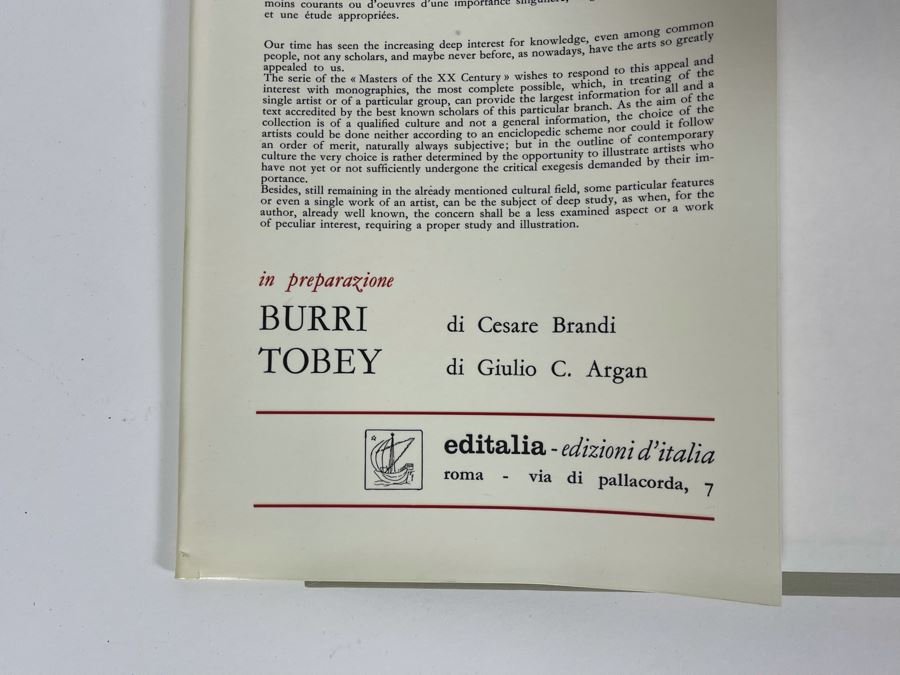 moins courants ou d'oeuvres d'une importance singulière,
et une étude appropriées.
Our time has seen the increasing deep interest for knowledge, even among common
people, not any scholars, and maybe never before, as nowadays, have the arts so greatly
appealed to us.
The serie of the « Masters of the XX Century » wishes to respond to this appeal and
interest with monographies, the most complete possible, which, in treating of the
single artist or of a particular group, can provide the largest information for all and a
text accredited by the best known scholars of this particular branch. As the aim of the
collection is of a qualified culture and not a general information, the choice of the
artists could be done neither according to an enciclopedic scheme nor could it follow
an order of merit, naturally always subjective; but in the outline of contemporary
culture the very choice is rather determined by the opportunity to illustrate artists who
have not yet or not sufficiently undergone the critical exegesis demanded by their im-
portance.
Besides, still remaining in the already mentioned cultural field, some particular features
or even a single work of an artist, can be the subject of deep study, as when, for the
author, already well known, the concern shall be a less examined aspect or a work
of peculiar interest, requiring a proper study and illustration.
in preparazione
BURRI di Cesare Brandi
TOBEY di Giulio C. Argan
editalia - edizioni d'italia
roma - via di pallacorda, 7